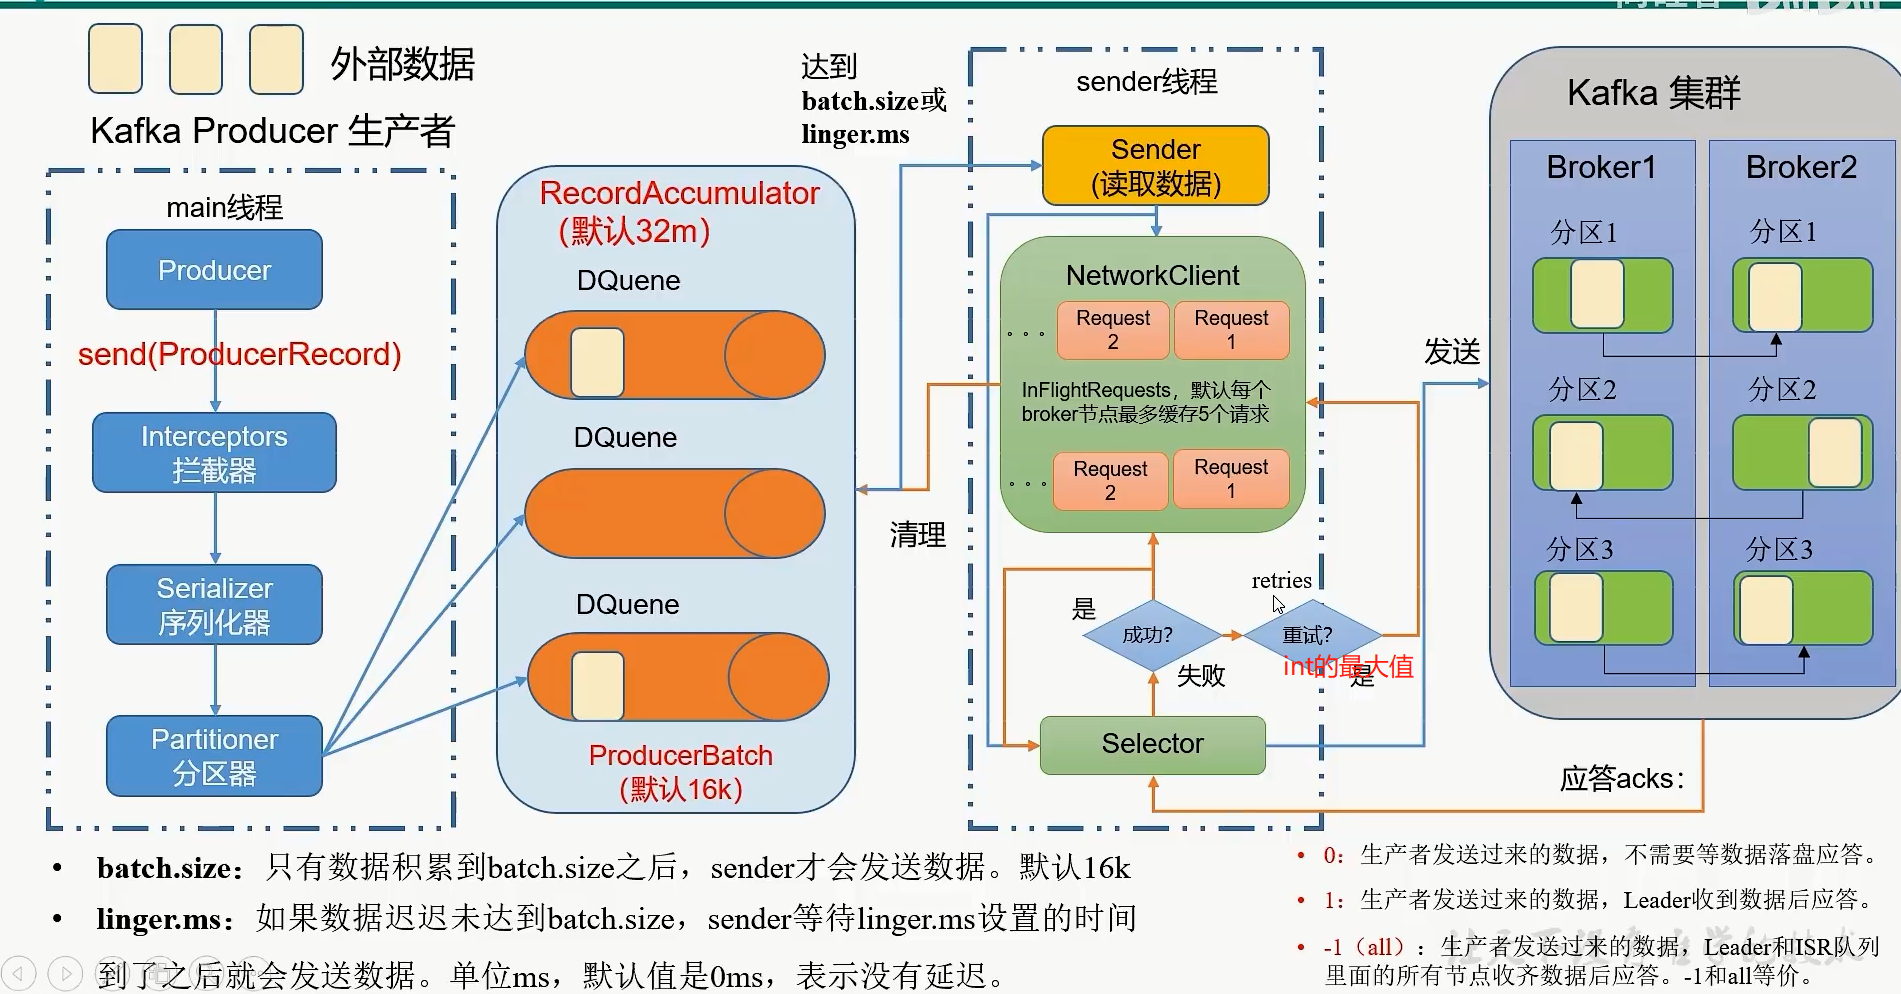 外部数据
Kafka Producer 生产者
main线程
Producer
send(ProducerRecord)
Interceptors
拦截器
Serializer
序列化器
Partitioner
分区器
RecordAccumulator
(默认32m)
DQuene
DQuene
DQuene
ProducerBatch
(默认16k)
达到
batch.size或
linger.ms
清理
sender线程
Sender
(读取数据)
NetworkClient
Request
2
Request
1
InFlightRequests，默认每个
broker节点最多缓存5个请求
Request
2
Request
1
是
成功?
失败
retries
重试?
int的最大值
是
Selector
发送
Kafka 集群
Broker1
分区1
分区2
分区3
Broker2
分区1
分区2
分区3
应答acks：
• batch.size：只有数据积累到batch.size之后，sender才会发送数据。默认16k
• linger.ms：如果数据迟迟未达到batch.size，sender等待linger.ms设置的时间
到了之后就会发送数据。单位ms，默认值是0ms，表示没有延迟。
• 0：生产者发送过来的数据，不需要等数据落盘应答。
• 1：生产者发送过来的数据，Leader收到数据后应答。
• -1（all）：生产者发送过来的数据，Leader和ISR队列
里面的所有节点收齐数据后应答。-1和all等价。